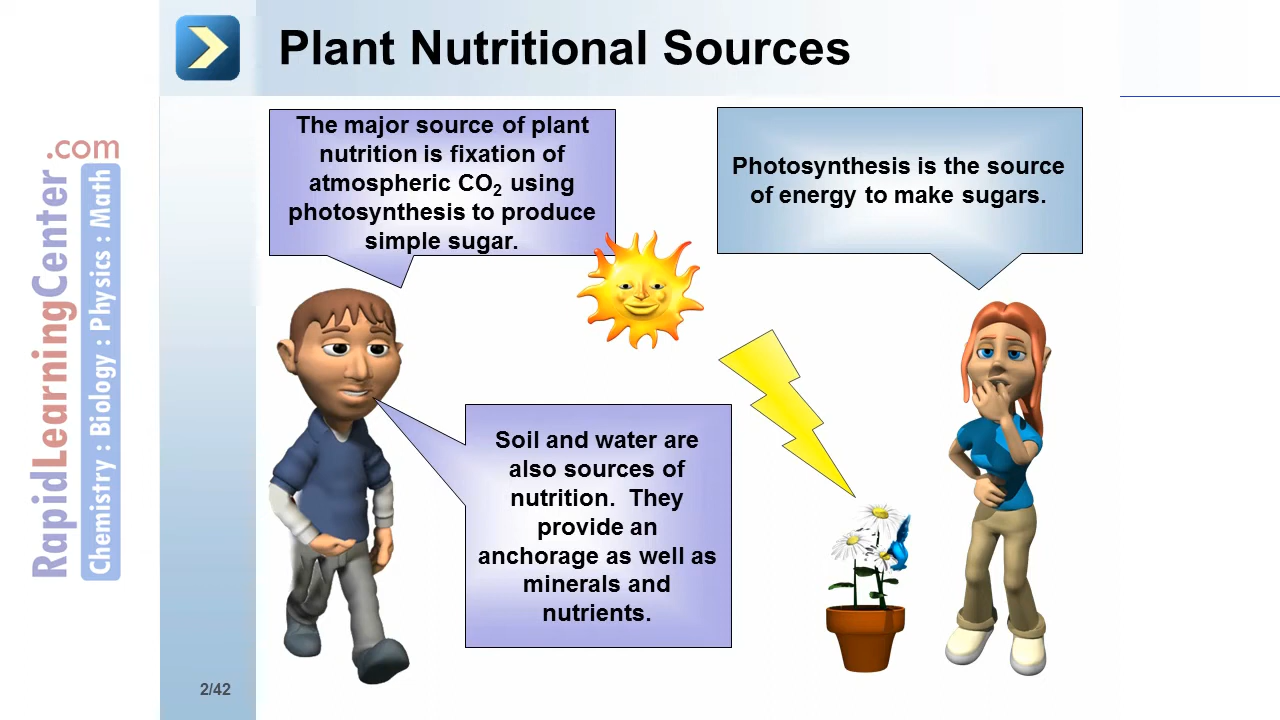 Plant Nutritional Sources
The major source of plant
nutrition is fixation of
atmospheric CO₂ using
photosynthesis to produce
simple sugar.
Photosynthesis is the source
of energy to make sugars.
Soil and water are
also sources of
nutrition.  They
provide an
anchorage as well as
minerals and
nutrients.
RapidLearningCenter.com
Chemistry : Biology : Physics : Math
2/42